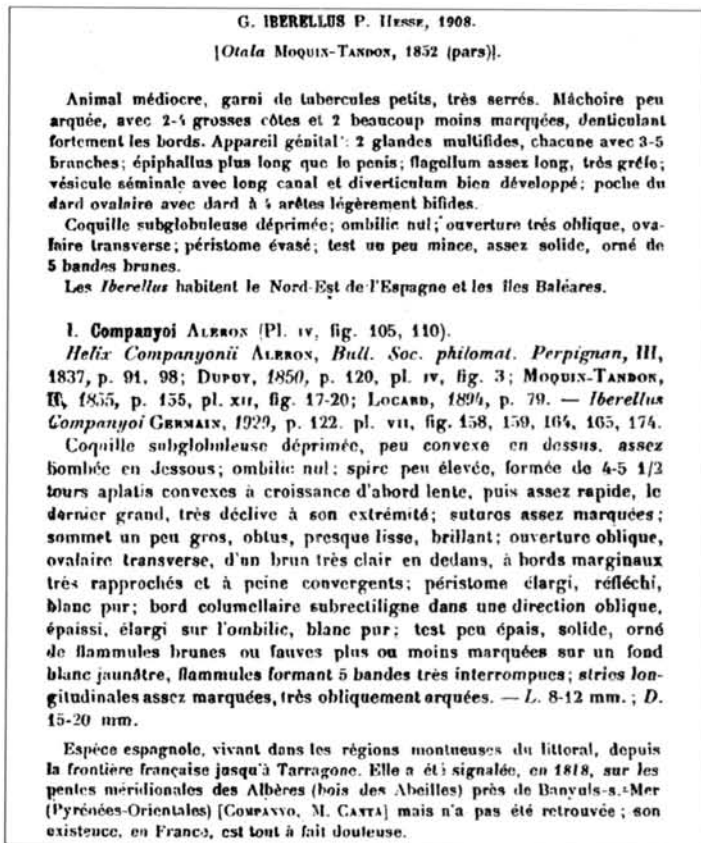 G. IBERELLUS P. HESSE, 1908.
[Otala MOQUIN-TANDON, 1852 (pars)].
Animal médiocre, garni de tubercules petits, très serrés. Mâchoire peu
arquée, avec 2-4 grosses côtes et 2 beaucoup moins marquées, denticulant
fortement les bords. Appareil génital : 2 glandes multifides, chacune avec 3-5
branches; épiphallus plus long que le penis; flagellum assez long, très grêle;
vésicule séminale avec long canal et diverticulum bien développé; poche du
dard ovalaire avec dard à 4 arêtes légèrement bifides.
Coquille subglobuleuse déprimée; ombilic nul; ouverture très oblique, ova-
laire transverse; péristome évasé; test un peu mince, assez solide, orné de
5 bandes brunes.
Les Iberellus habitent le Nord-Est de l'Espagne et les îles Baléares.
I. Companyoi ALERON (Pl. IV, fig. 105, 110).
Helix Companyonii ALERON, Bull. Soc. philomat. Perpignan, III,
1837, p. 91, 98; DUPUY, 1850, p. 120, pl. IV, fig. 3; MOQUIN-TANDON,
II, 1855, p. 155, pl. XII, fig. 17-20; LOCARD, 1894, p. 79. — Iberellus
Companyoi GERMAIN, 1929, p. 122. pl. VII, fig. 158, 159, 164, 165, 174.
Coquille subglobuleuse déprimée, peu convexe en dessus, assez
bombée en dessous; ombilic nul; spire peu élevée, formée de 4-5 1/2
tours aplatis convexes à croissance d'abord lente, puis assez rapide, le
dernier grand, très déclive à son extrémité; sutures assez marquées;
sommet un peu gros, obtus, presque lisse, brillant; ouverture oblique,
ovalaire transverse, d'un brun très clair en dedans, à bords marginaux
très rapprochés et à peine convergents; péristome élargi, réfléchi,
blanc pur; bord columellaire subrectiligne dans une direction oblique,
épaissi, élargi sur l'ombilic, blanc pur; test peu épais, solide, orné
de flammules brunes ou fauves plus ou moins marquées sur un fond
blanc jaunâtre, flammules formant 5 bandes très interrompues; stries lon-
gitudinales assez marquées, très obliquement arquées. — L. 8-12 mm.; D.
15-20 mm.
Espèce espagnole, vivant dans les régions montueuses du littoral, depuis
la frontière française jusqu'à Tarragone. Elle a été signalée, en 1818, sur les
pentes méridionales des Albères (bois des Abeilles) près de Banyuls-s.-Mer
(Pyrénées-Orientales) [COMPANYO, M. CANTA] mais n'a pas été retrouvée; son
existence, en France, est tout à fait douteuse.